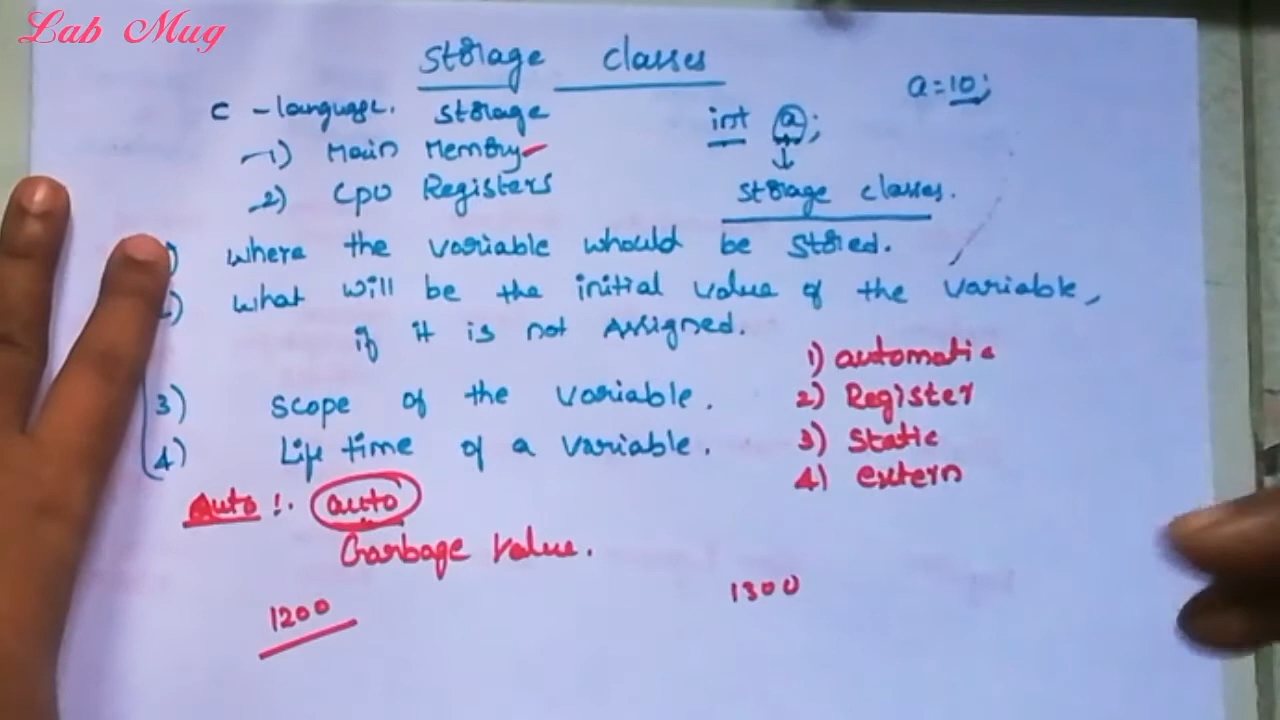 Lab Mug
storage classes
a=10;
c - language. storage
int a;
1) Main Memory
2) CPU Registers
storage classes.
) where the variable whould be stored.
) what will be the initial value of the variable,
if it is not Assigned.
1) automatic
3) scope of the variable.
2) Register
4) Life time of a variable.
3) static
4) extern
Auto :. auto
Garbage value.
1200
1300